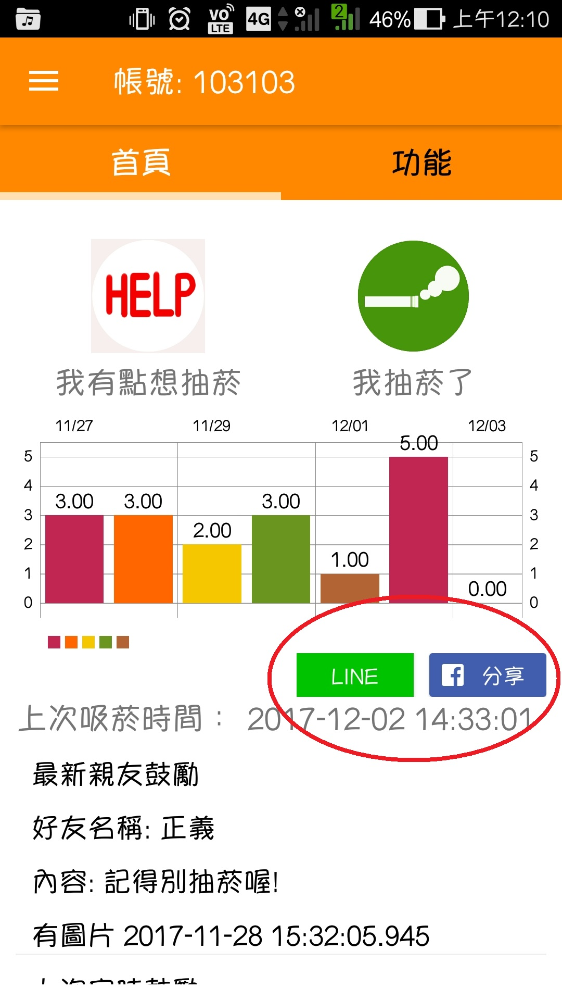 VO
LTE
4G
2
46%
上午12:10
帳號: 103103
首頁
功能
HELP
我有點想抽菸
我抽菸了
11/27 11/29 12/01 12/03
5.00
5 5
4 4
3.00 3.00 3.00
3 3
2.00
2 2
1.00
1 1
0.00
0 0
LINE
分享
上次吸菸時間： 2017-12-02 14:33:01
最新親友鼓勵
好友名稱: 正義
內容: 記得別抽菸喔!
有圖片 2017-11-28 15:32:05.945